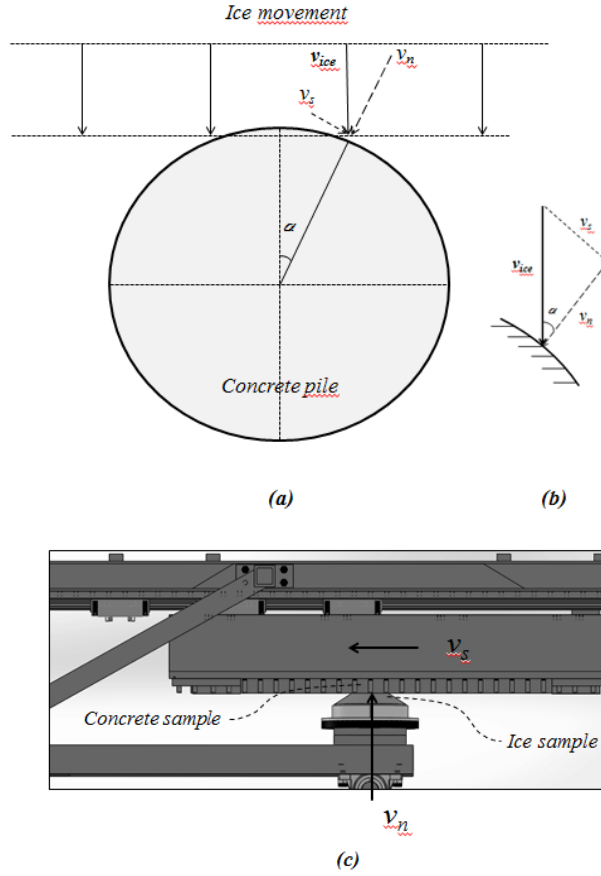 Ice movement
v_ice
v_n
v_s
α
Concrete pile
(a)
v_s
v_ice
α
v_n
(b)
v_s
Concrete sample
Ice sample
v_n
(c)